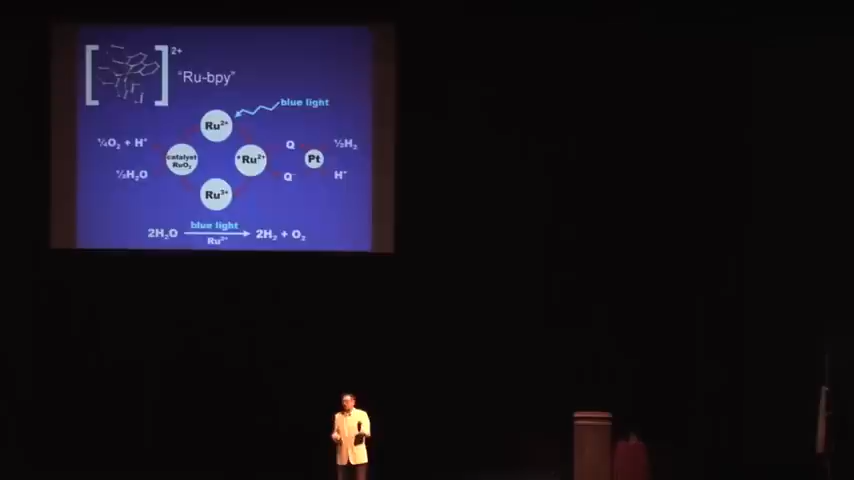 2+
"Ru-bpy"
blue light
Ru²⁺
¼O₂ + H⁺
Q
½H₂
catalyst
RuO₂
*Ru²⁺
Pt
½H₂O
Q⁻
H⁺
Ru³⁺
2H₂O blue light 2H₂ + O₂
Ru²⁺